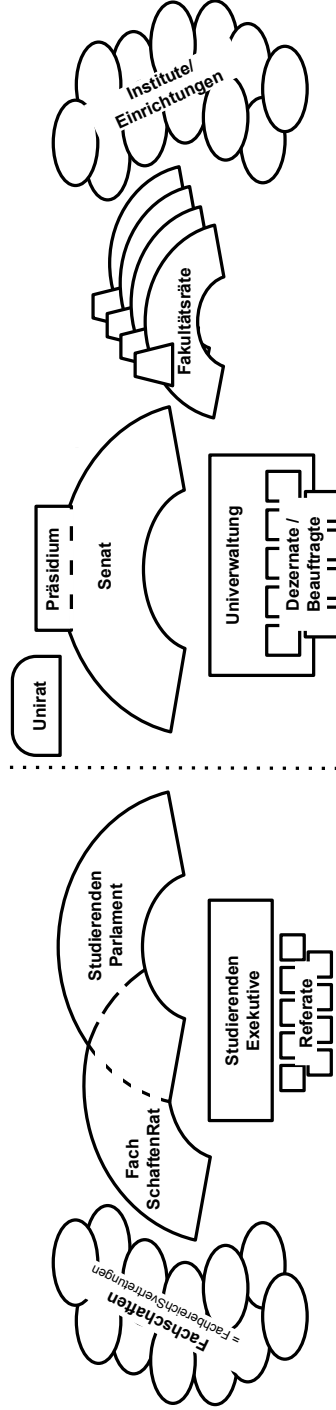 Fachschaften
= FachbereichSvertretungen
Fach
SchaftenRat
Studierenden
Parlament
Studierenden
Exekutive
Referate
Unirat
Präsidium
Senat
Univerwaltung
Dezernate /
Beauftragte
Fakultätsräte
Institute/
Einrichtungen